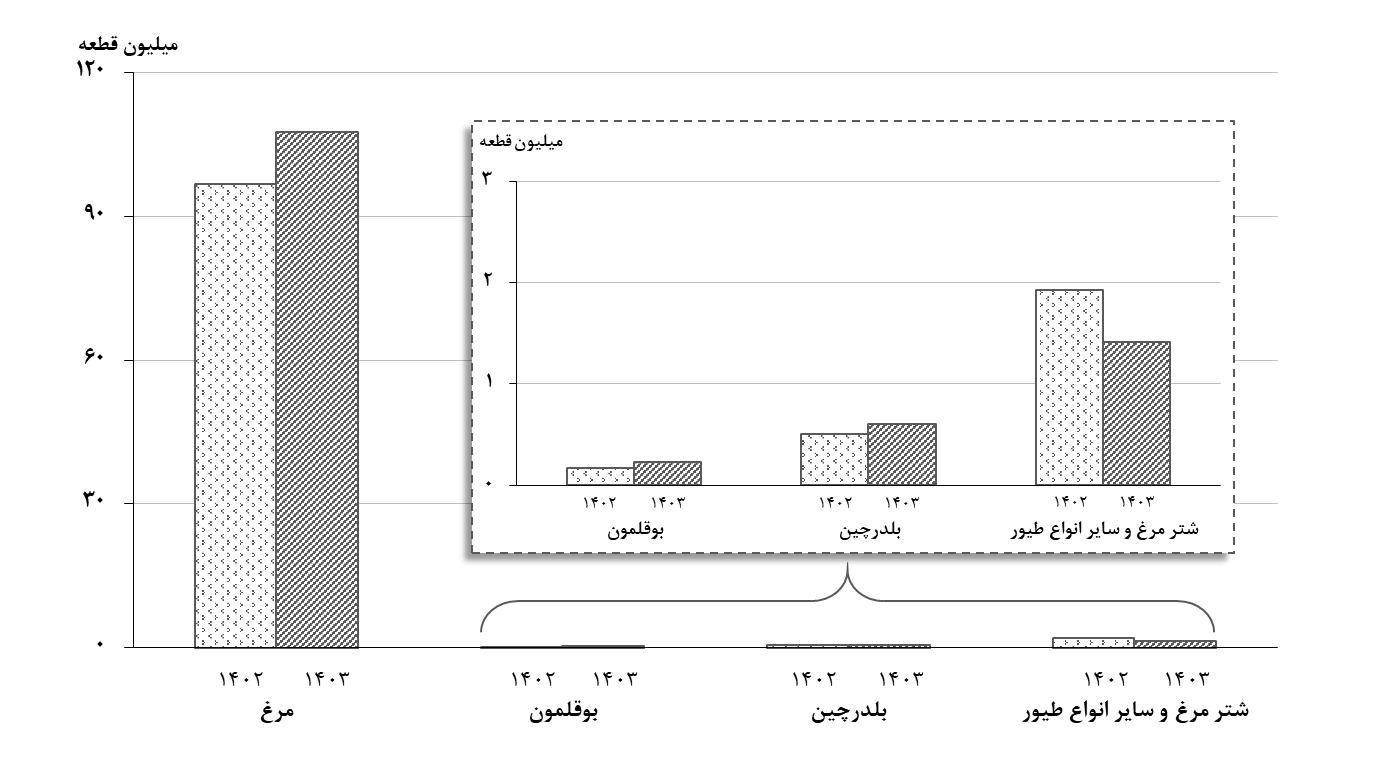 میلیون قطعه
۱۲۰
۹۰
۶۰
۳۰
۰
میلیون قطعه
۳
۲
۱
۰
۱۴۰۲ ۱۴۰۳ ۱۴۰۲ ۱۴۰۳ ۱۴۰۲ ۱۴۰۳
بوقلمون
بلدرچین
شتر مرغ و سایر انواع طیور
۱۴۰۲ ۱۴۰۳ ۱۴۰۲ ۱۴۰۳ ۱۴۰۲ ۱۴۰۳ ۱۴۰۲ ۱۴۰۳
مرغ
بوقلمون
بلدرچین
شتر مرغ و سایر انواع طیور